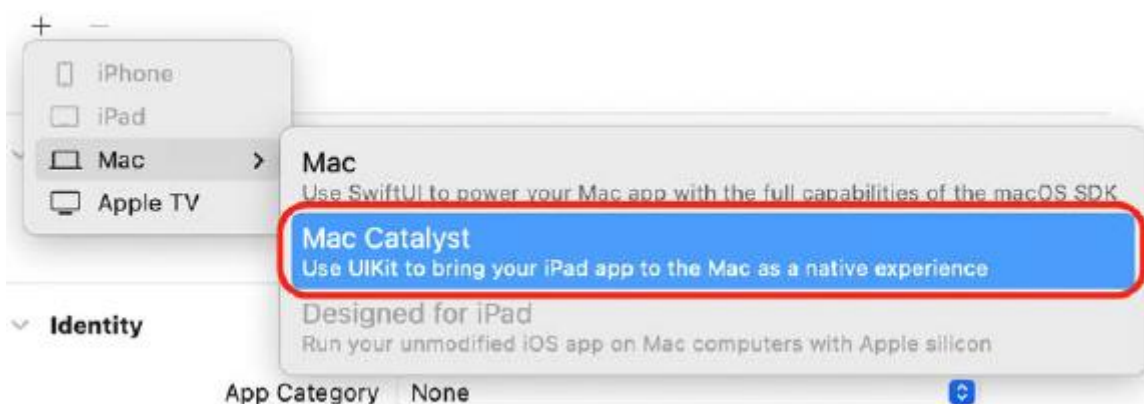 + −
iPhone
iPad
Mac >
Apple TV
Mac
Use SwiftUI to power your Mac app with the full capabilities of the macOS SDK
Mac Catalyst
Use UIKit to bring your iPad app to the Mac as a native experience
Designed for iPad
Run your unmodified iOS app on Mac computers with Apple silicon
Identity
App Category None